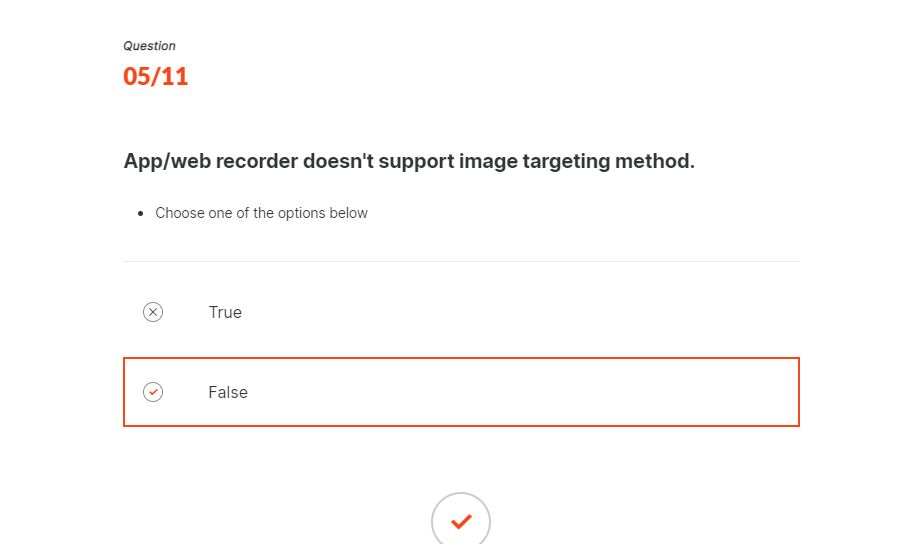 Question
05/11
App/web recorder doesn't support image targeting method.
• Choose one of the options below
True
False